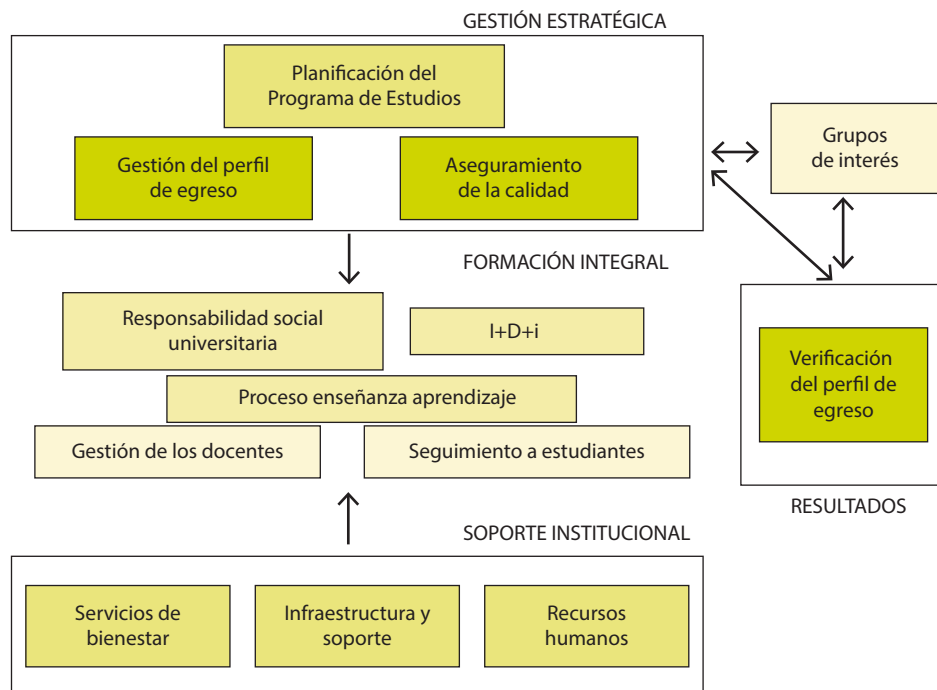 GESTIÓN ESTRATÉGICA
Planificación del
Programa de Estudios
Gestión del perfil
de egreso
Aseguramiento
de la calidad
Grupos
de interés
FORMACIÓN INTEGRAL
Responsabilidad social
universitaria
I+D+i
Proceso enseñanza aprendizaje
Gestión de los docentes
Seguimiento a estudiantes
Verificación
del perfil de
egreso
RESULTADOS
SOPORTE INSTITUCIONAL
Servicios de
bienestar
Infraestructura y
soporte
Recursos
humanos